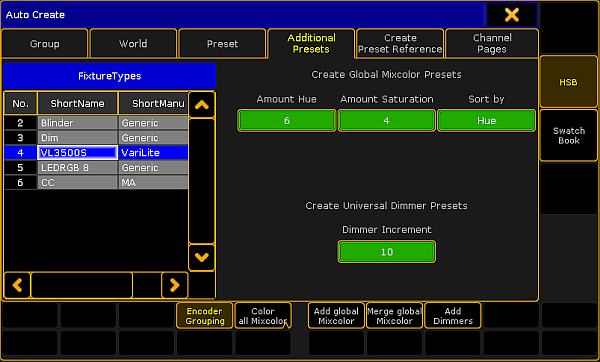 Auto Create
Group
World
Preset
Additional
Presets
Create
Preset Reference
Channel
Pages
FixtureTypes
No. ShortName ShortManu
2 Blinder Generic
3 Dim Generic
4 VL3500S VariLite
5 LEDRGB 8 Generic
6 CC MA
Create Global Mixcolor Presets
Amount Hue Amount Saturation Sort by
6 4 Hue
Create Universal Dimmer Presets
Dimmer Increment
10
HSB
Swatch
Book
Encoder
Grouping
Color
all Mixcolor
Add global
Mixcolor
Merge global
Mixcolor
Add
Dimmers